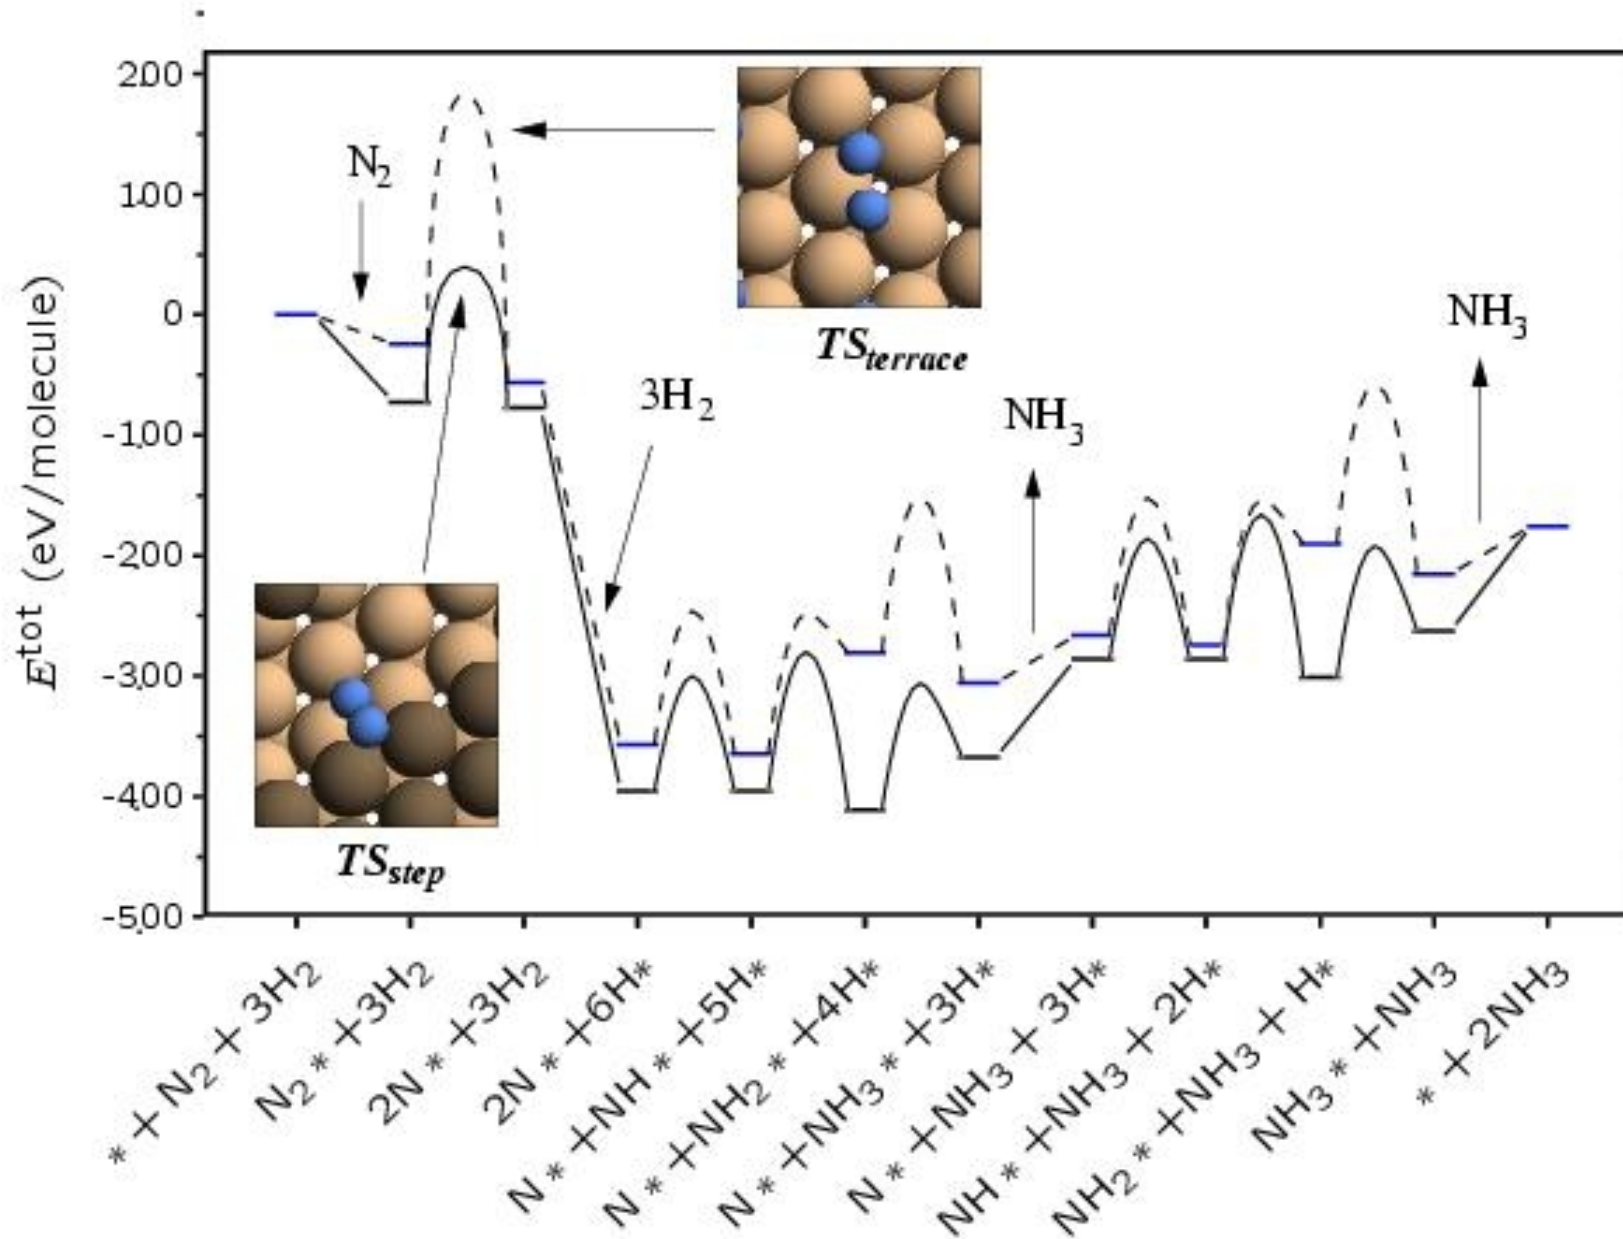 200
100
0
-100
-200
-300
-400
-500
E^tot (eV/molecule)
N2
TS_terrace
3H2
NH3
NH3
TS_step
* + N2 + 3H2
N2 * + 3H2
2N * + 3H2
2N * + 6H*
N * + NH * + 5H*
N * + NH2 * + 4H*
N * + NH3 * + 3H*
N * + NH3 + 3H*
NH * + NH3 + 2H*
NH2 * + NH3 + H*
NH3 * + NH3
* + 2NH3